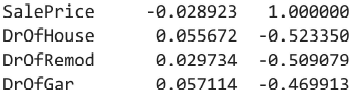 SalePrice -0.028923 1.000000
DrOfHouse 0.055672 -0.523350
DrOfRemod 0.029734 -0.509079
DrOfGar 0.057114 -0.469913